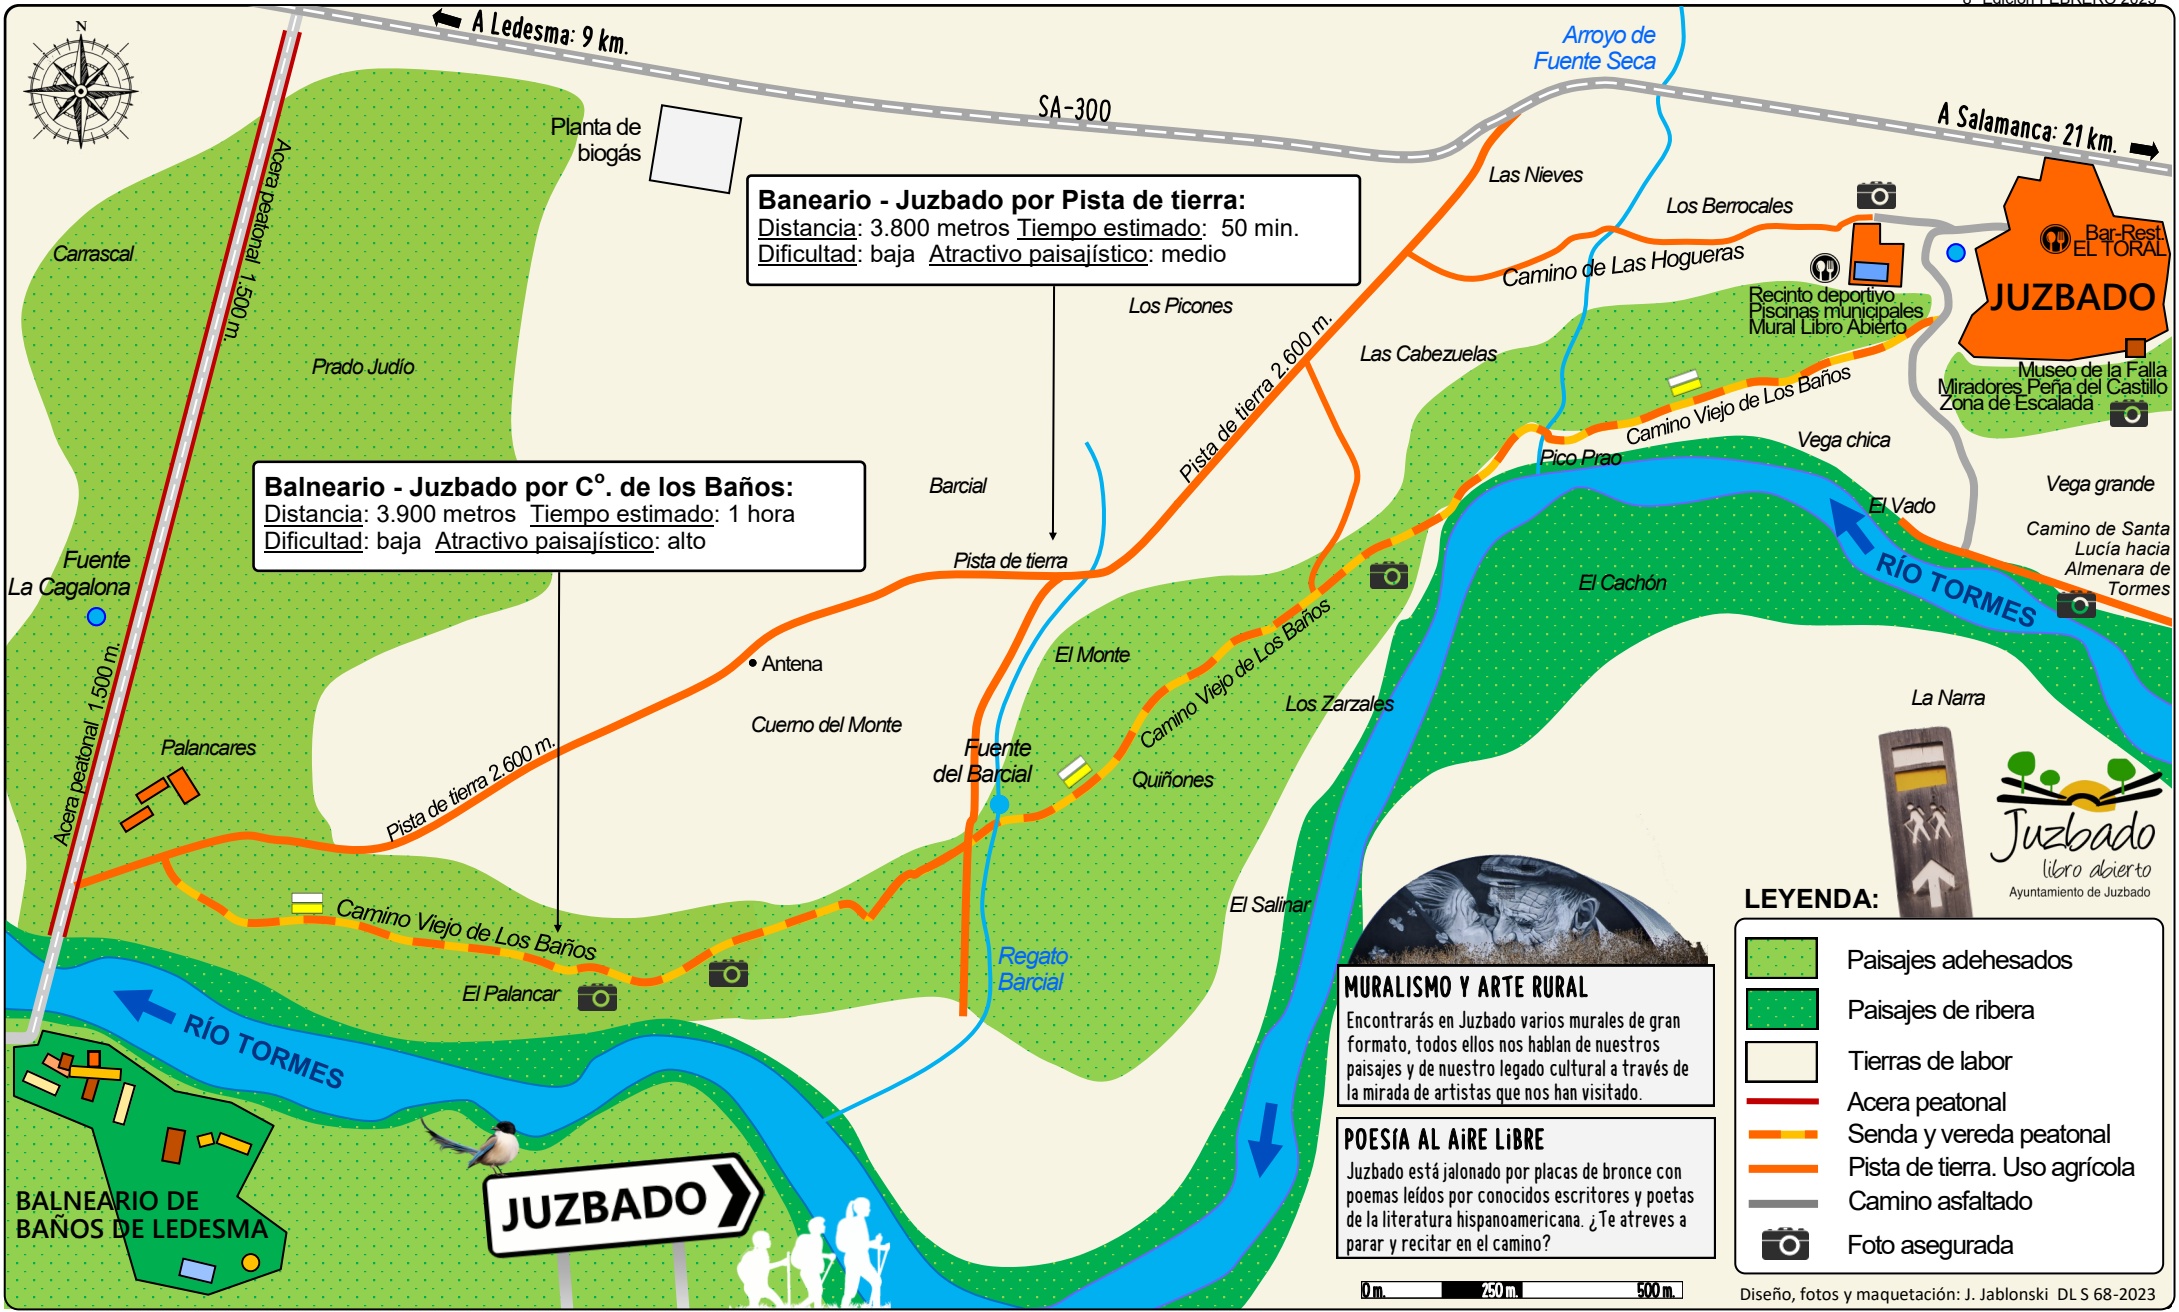 6ª Edición FEBRERO 2023
N
A Ledesma: 9 km.
SA-300
Arroyo de
Fuente Seca
A Salamanca: 21 km.
Planta de
biogás
Acera peatonal 1.500 m.
Carrascal
Prado Judío
Baneario - Juzbado por Pista de tierra:
Distancia: 3.800 metros Tiempo estimado: 50 min.
Dificultad: baja Atractivo paisajístico: medio
Los Picones
Las Nieves
Los Berrocales
Camino de Las Hogueras
Bar-Rest.
EL TORAL
JUZBADO
Recinto deportivo
Piscinas municipales
Mural Libro Abierto
Las Cabezuelas
Pista de tierra 2.600 m.
Museo de la Falla
Miradores Peña del Castillo
Zona de Escalada
Camino Viejo de Los Baños
Pico Prao
Vega chica
Vega grande
El Vado
Camino de Santa
Lucía hacia
Almenara de
Tormes
RÍO TORMES
El Cachón
Balneario - Juzbado por Cº. de los Baños:
Distancia: 3.900 metros Tiempo estimado: 1 hora
Dificultad: baja Atractivo paisajístico: alto
Barcial
Pista de tierra
Fuente
La Cagalona
Antena
El Monte
Camino Viejo de Los Baños
Los Zarzales
Cuerno del Monte
Fuente
del Barcial
Quiñones
La Narra
Acera peatonal 1.500 m.
Palancares
Pista de tierra 2.600 m.
Camino Viejo de Los Baños
El Palancar
Regato
Barcial
El Salinar
RÍO TORMES
BALNEARIO DE
BAÑOS DE LEDESMA
JUZBADO
MURALISMO Y ARTE RURAL
Encontrarás en Juzbado varios murales de gran
formato, todos ellos nos hablan de nuestros
paisajes y de nuestro legado cultural a través de
la mirada de artistas que nos han visitado.
POESÍA AL AiRE LiBRE
Juzbado está jalonado por placas de bronce con
poemas leídos por conocidos escritores y poetas
de la literatura hispanoamericana. ¿Te atreves a
parar y recitar en el camino?
0 m. 250 m. 500 m.
Juzbado
libro abierto
Ayuntamiento de Juzbado
LEYENDA:
Paisajes adehesados
Paisajes de ribera
Tierras de labor
Acera peatonal
Senda y vereda peatonal
Pista de tierra. Uso agrícola
Camino asfaltado
Foto asegurada
Diseño, fotos y maquetación: J. Jablonski DL S 68-2023